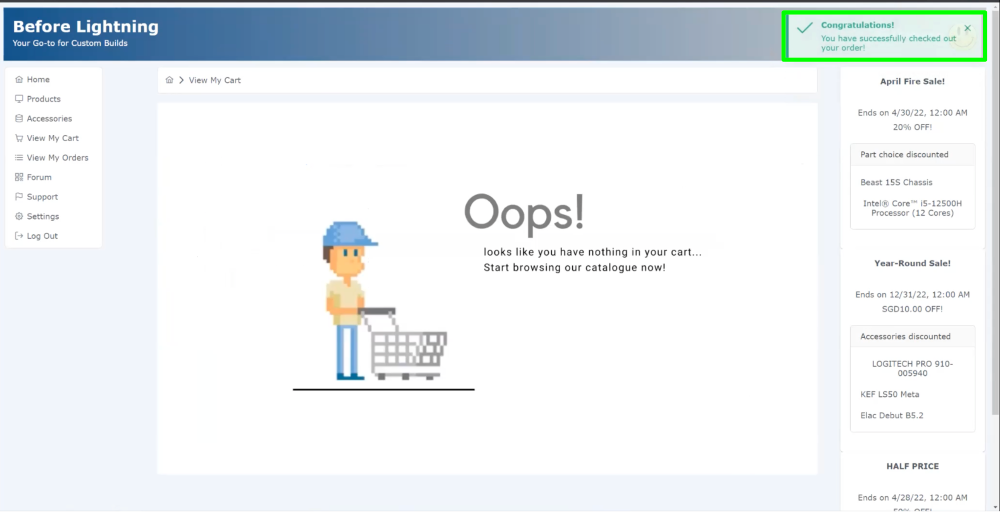 Before Lightning
Your Go-to for Custom Builds
Congratulations!
You have successfully checked out
your order!
Home
Products
Accessories
View My Cart
View My Orders
Forum
Support
Settings
Log Out
View My Cart
Oops!
looks like you have nothing in your cart...
Start browsing our catalogue now!
April Fire Sale!
Ends on 4/30/22, 12:00 AM
20% OFF!
Part choice discounted
Beast 15S Chassis
Intel® Core™ i5-12500H
Processor (12 Cores)
Year-Round Sale!
Ends on 12/31/22, 12:00 AM
SGD10.00 OFF!
Accessories discounted
LOGITECH PRO 910-
005940
KEF LS50 Meta
Elac Debut B5.2
HALF PRICE
Ends on 4/28/22, 12:00 AM
50% OFF!